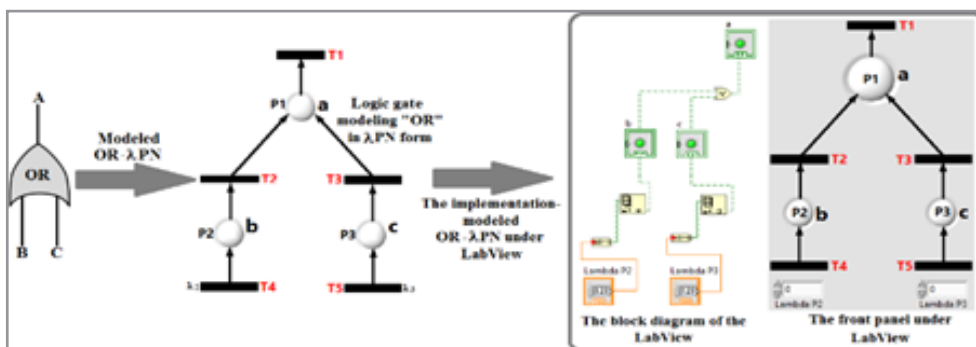 A
OR
B
C
Modeled
OR-λPN
T1
P1
a
Logic gate
modeling "OR"
in λPN form
T2
T3
P2
b
P3
c
T4
T5
The implementation-
modeled
OR-λPN under
LabView
a
b
c
Lambda P2
Lambda P3
The block diagram of the
LabView
T1
P1
a
T2
T3
P2
b
P3
c
T4
T5
0
0
Lambda P2
Lambda P3
The front panel under
LabView